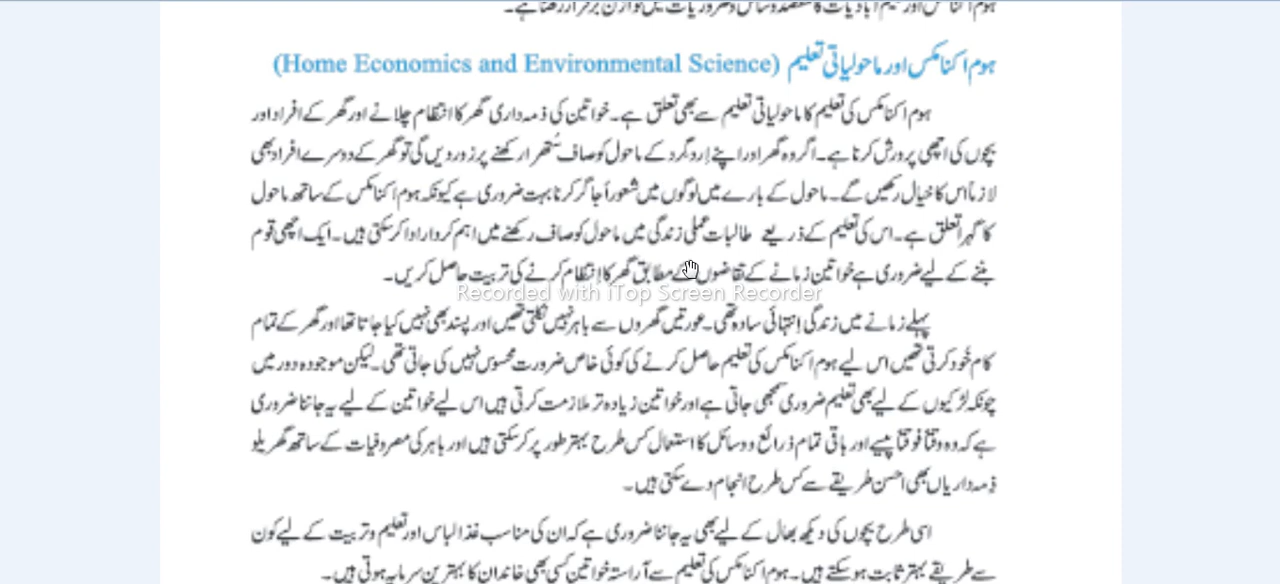 ہوم اکنامکس اور ماحولیاتی تعلیم (Home Economics and Environmental Science)
ہوم اکنامکس کی تعلیم کا ماحولیاتی تعلیم سے بھی تعلق ہے۔ خواتین کی ذمہ داری گھر کا انتظام چلانے اور گھر کے افراد اور
بچوں کی اچھی پرورش کرنا ہے۔ اگر وہ گھر اور اپنے اِردگرد کے ماحول کو صاف سُتھرا رکھنے پر زور دیں گی تو گھر کے دوسرے افراد بھی
لازماً اس کا خیال رکھیں گے۔ ماحول کے بارے میں لوگوں میں شعور اُجاگر کرنا بہت ضروری ہے کیونکہ ہوم اکنامکس کے ساتھ ماحول
کا گہرا تعلق ہے۔ اس کی تعلیم کے ذریعے طالبات عملی زندگی میں ماحول کو صاف رکھنے میں اہم کردار ادا کر سکتی ہیں۔ ایک اچھی قوم
بننے کے لیے ضروری ہے خواتین زمانے کے تقاضوں کے مطابق گھر کا اِنتظام کرنے کی تربیت حاصل کریں۔
Recorded with iTop Screen Recorder
پہلے زمانے میں زندگی اِنتہائی سادہ تھی۔ عورتیں گھروں سے باہر نہیں نکلتی تھیں اور پسند بھی نہیں کیا جاتا تھا اور گھر کے تمام
کام خُود کرتی تھیں اس لیے ہوم اکنامکس کی تعلیم حاصل کرنے کی کوئی خاص ضرورت محسوس نہیں کی جاتی تھی۔ لیکن موجودہ دور میں
چونکہ لڑکیوں کے لیے بھی تعلیم ضروری سمجھی جاتی ہے اور خواتین زیادہ تر ملازمت کرتی ہیں اس لیے خواتین کے لیے یہ جاننا ضروری
ہے کہ وہ وقتاً فوقتاً پیسے اور باقی تمام ذرائع و وسائل کا استعمال کس طرح بہتر طور پر کر سکتی ہیں اور باہر کی مصروفیات کے ساتھ گھریلو
ذِمہ داریاں بھی احسن طریقے سے کس طرح انجام دے سکتی ہیں۔
اسی طرح بچوں کی دیکھ بھال کے لیے بھی یہ جاننا ضروری ہے کہ ان کی مناسب غذا لباس اور تعلیم و تربیت کے لیے کون
سے طریقے بہتر ثابت ہو سکتے ہیں۔ ہوم اکنامکس کی تعلیم سے آراستہ خواتین کسی بھی خاندان کا بہترین سرمایہ ہوتی ہیں۔